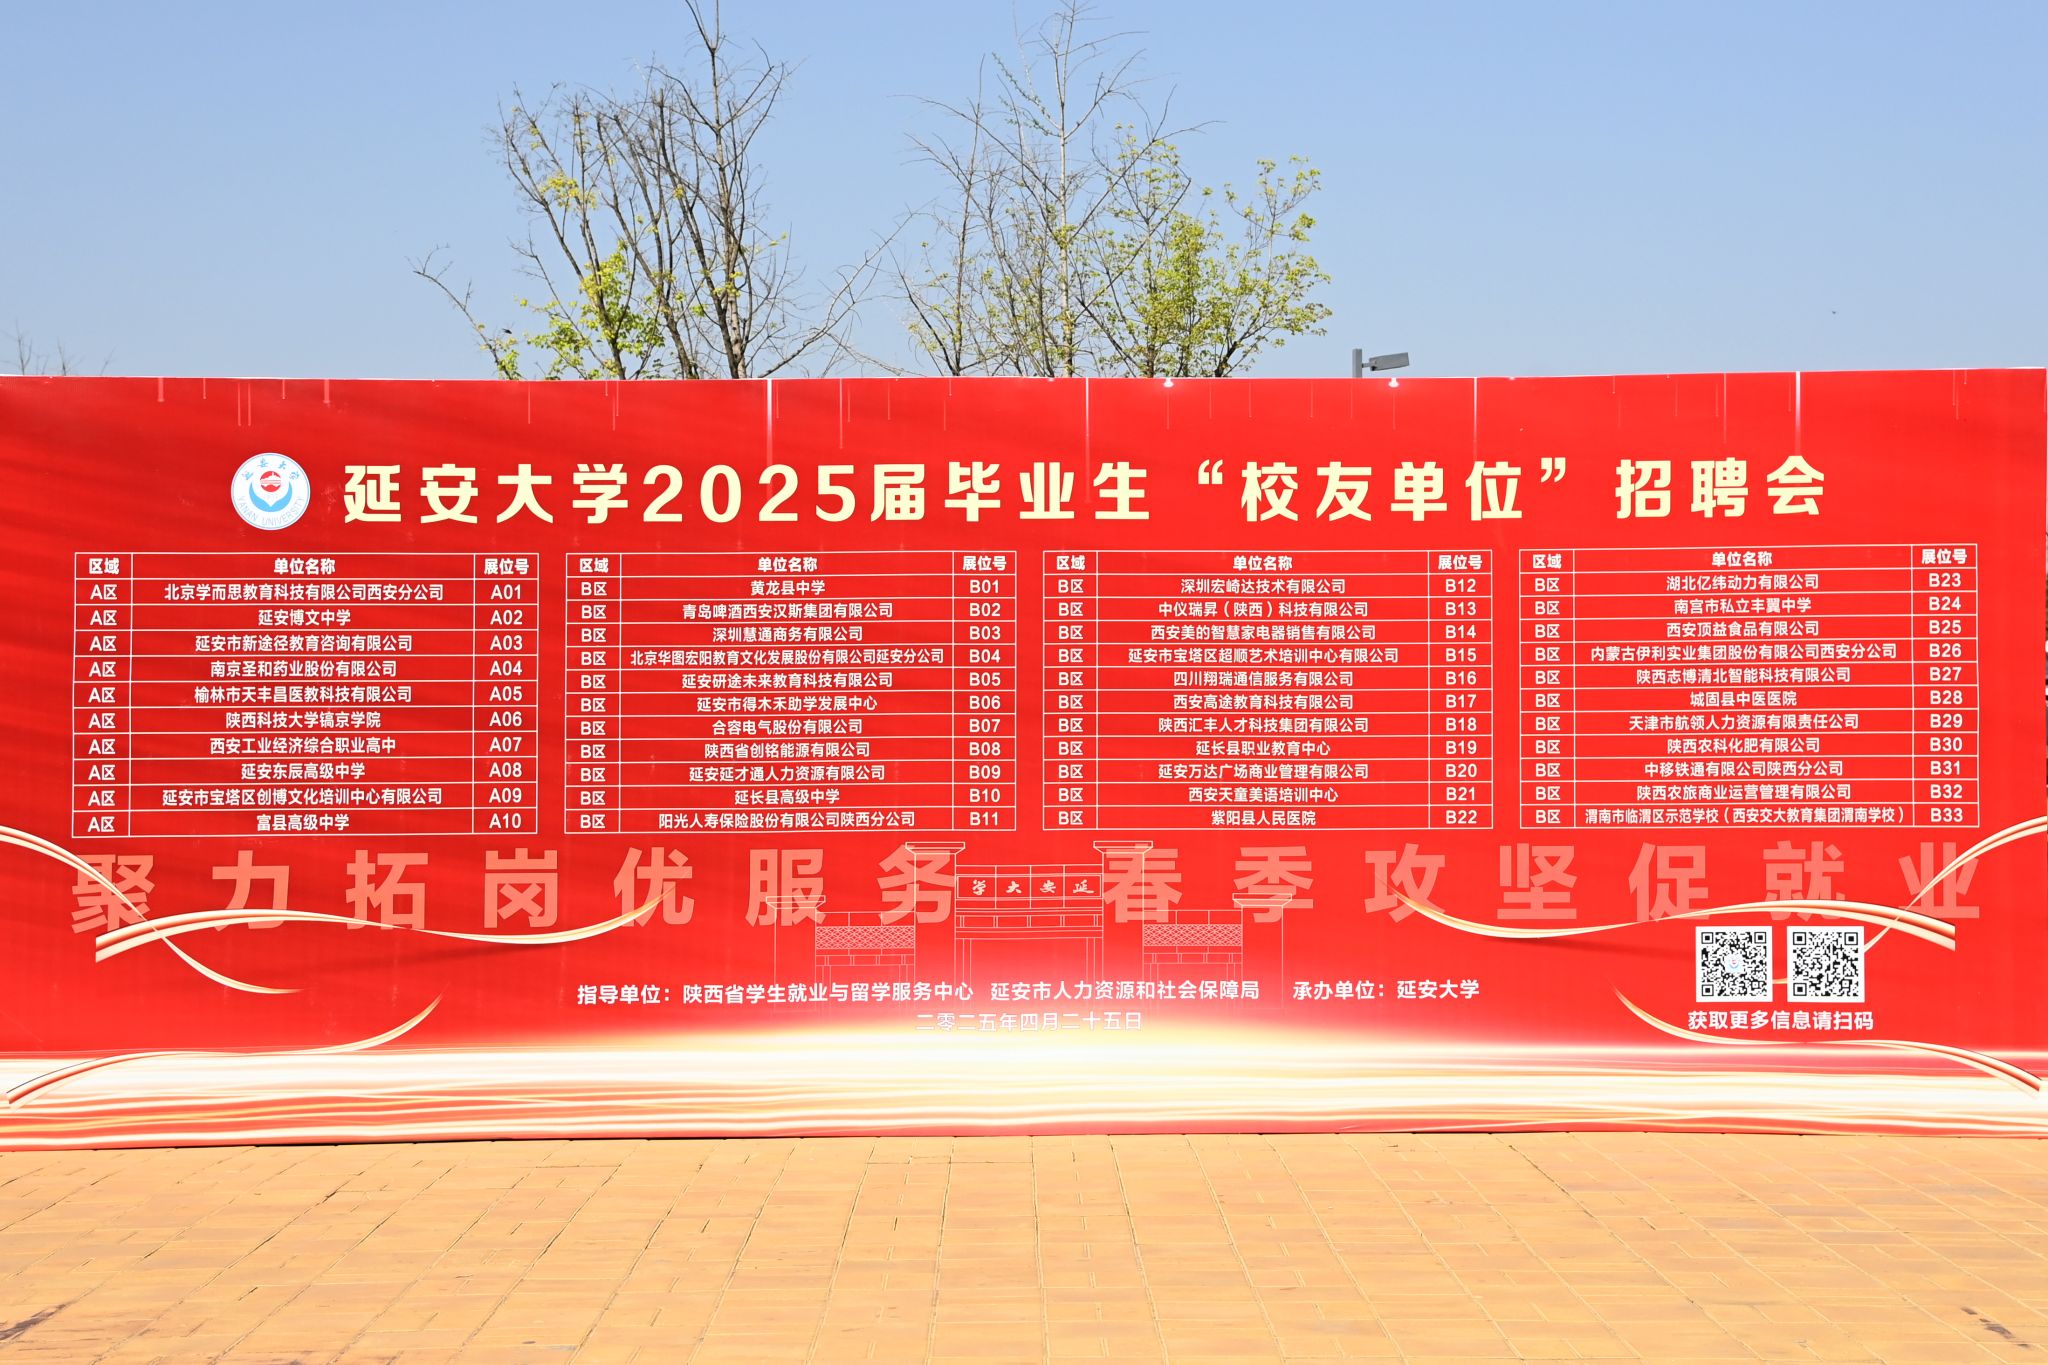 延安大学
YANAN UNIVERSITY
延安大学2025届毕业生“校友单位”招聘会
区域 单位名称 展位号
A区 北京学而思教育科技有限公司西安分公司 A01
A区 延安博文中学 A02
A区 延安市新途径教育咨询有限公司 A03
A区 南京圣和药业股份有限公司 A04
A区 榆林市天丰昌医教科技有限公司 A05
A区 陕西科技大学镐京学院 A06
A区 西安工业经济综合职业高中 A07
A区 延安东辰高级中学 A08
A区 延安市宝塔区创博文化培训中心有限公司 A09
A区 富县高级中学 A10
区域 单位名称 展位号
B区 黄龙县中学 B01
B区 青岛啤酒西安汉斯集团有限公司 B02
B区 深圳慧通商务有限公司 B03
B区 北京华图宏阳教育文化发展股份有限公司延安分公司 B04
B区 延安研途未来教育科技有限公司 B05
B区 延安市得木禾助学发展中心 B06
B区 合容电气股份有限公司 B07
B区 陕西省创铭能源有限公司 B08
B区 延安延才通人力资源有限公司 B09
B区 延长县高级中学 B10
B区 阳光人寿保险股份有限公司陕西分公司 B11
区域 单位名称 展位号
B区 深圳宏崎达技术有限公司 B12
B区 中仪瑞昇（陕西）科技有限公司 B13
B区 西安美的智慧家电器销售有限公司 B14
B区 延安市宝塔区超顺艺术培训中心有限公司 B15
B区 四川翔瑞通信服务有限公司 B16
B区 西安高途教育科技有限公司 B17
B区 陕西汇丰人才科技集团有限公司 B18
B区 延长县职业教育中心 B19
B区 延安万达广场商业管理有限公司 B20
B区 西安天童美语培训中心 B21
B区 紫阳县人民医院 B22
区域 单位名称 展位号
B区 湖北亿纬动力有限公司 B23
B区 南宫市私立丰翼中学 B24
B区 西安顶益食品有限公司 B25
B区 内蒙古伊利实业集团股份有限公司西安分公司 B26
B区 陕西志博清北智能科技有限公司 B27
B区 城固县中医医院 B28
B区 天津市航领人力资源有限责任公司 B29
B区 陕西农科化肥有限公司 B30
B区 中移铁通有限公司陕西分公司 B31
B区 陕西农旅商业运营管理有限公司 B32
B区 渭南市临渭区示范学校（西安交大教育集团渭南学校） B33
聚力拓岗优服务 春季攻坚促就业
学大安延
指导单位：陕西省学生就业与留学服务中心 延安市人力资源和社会保障局 承办单位：延安大学
二零二五年四月二十五日
获取更多信息请扫码